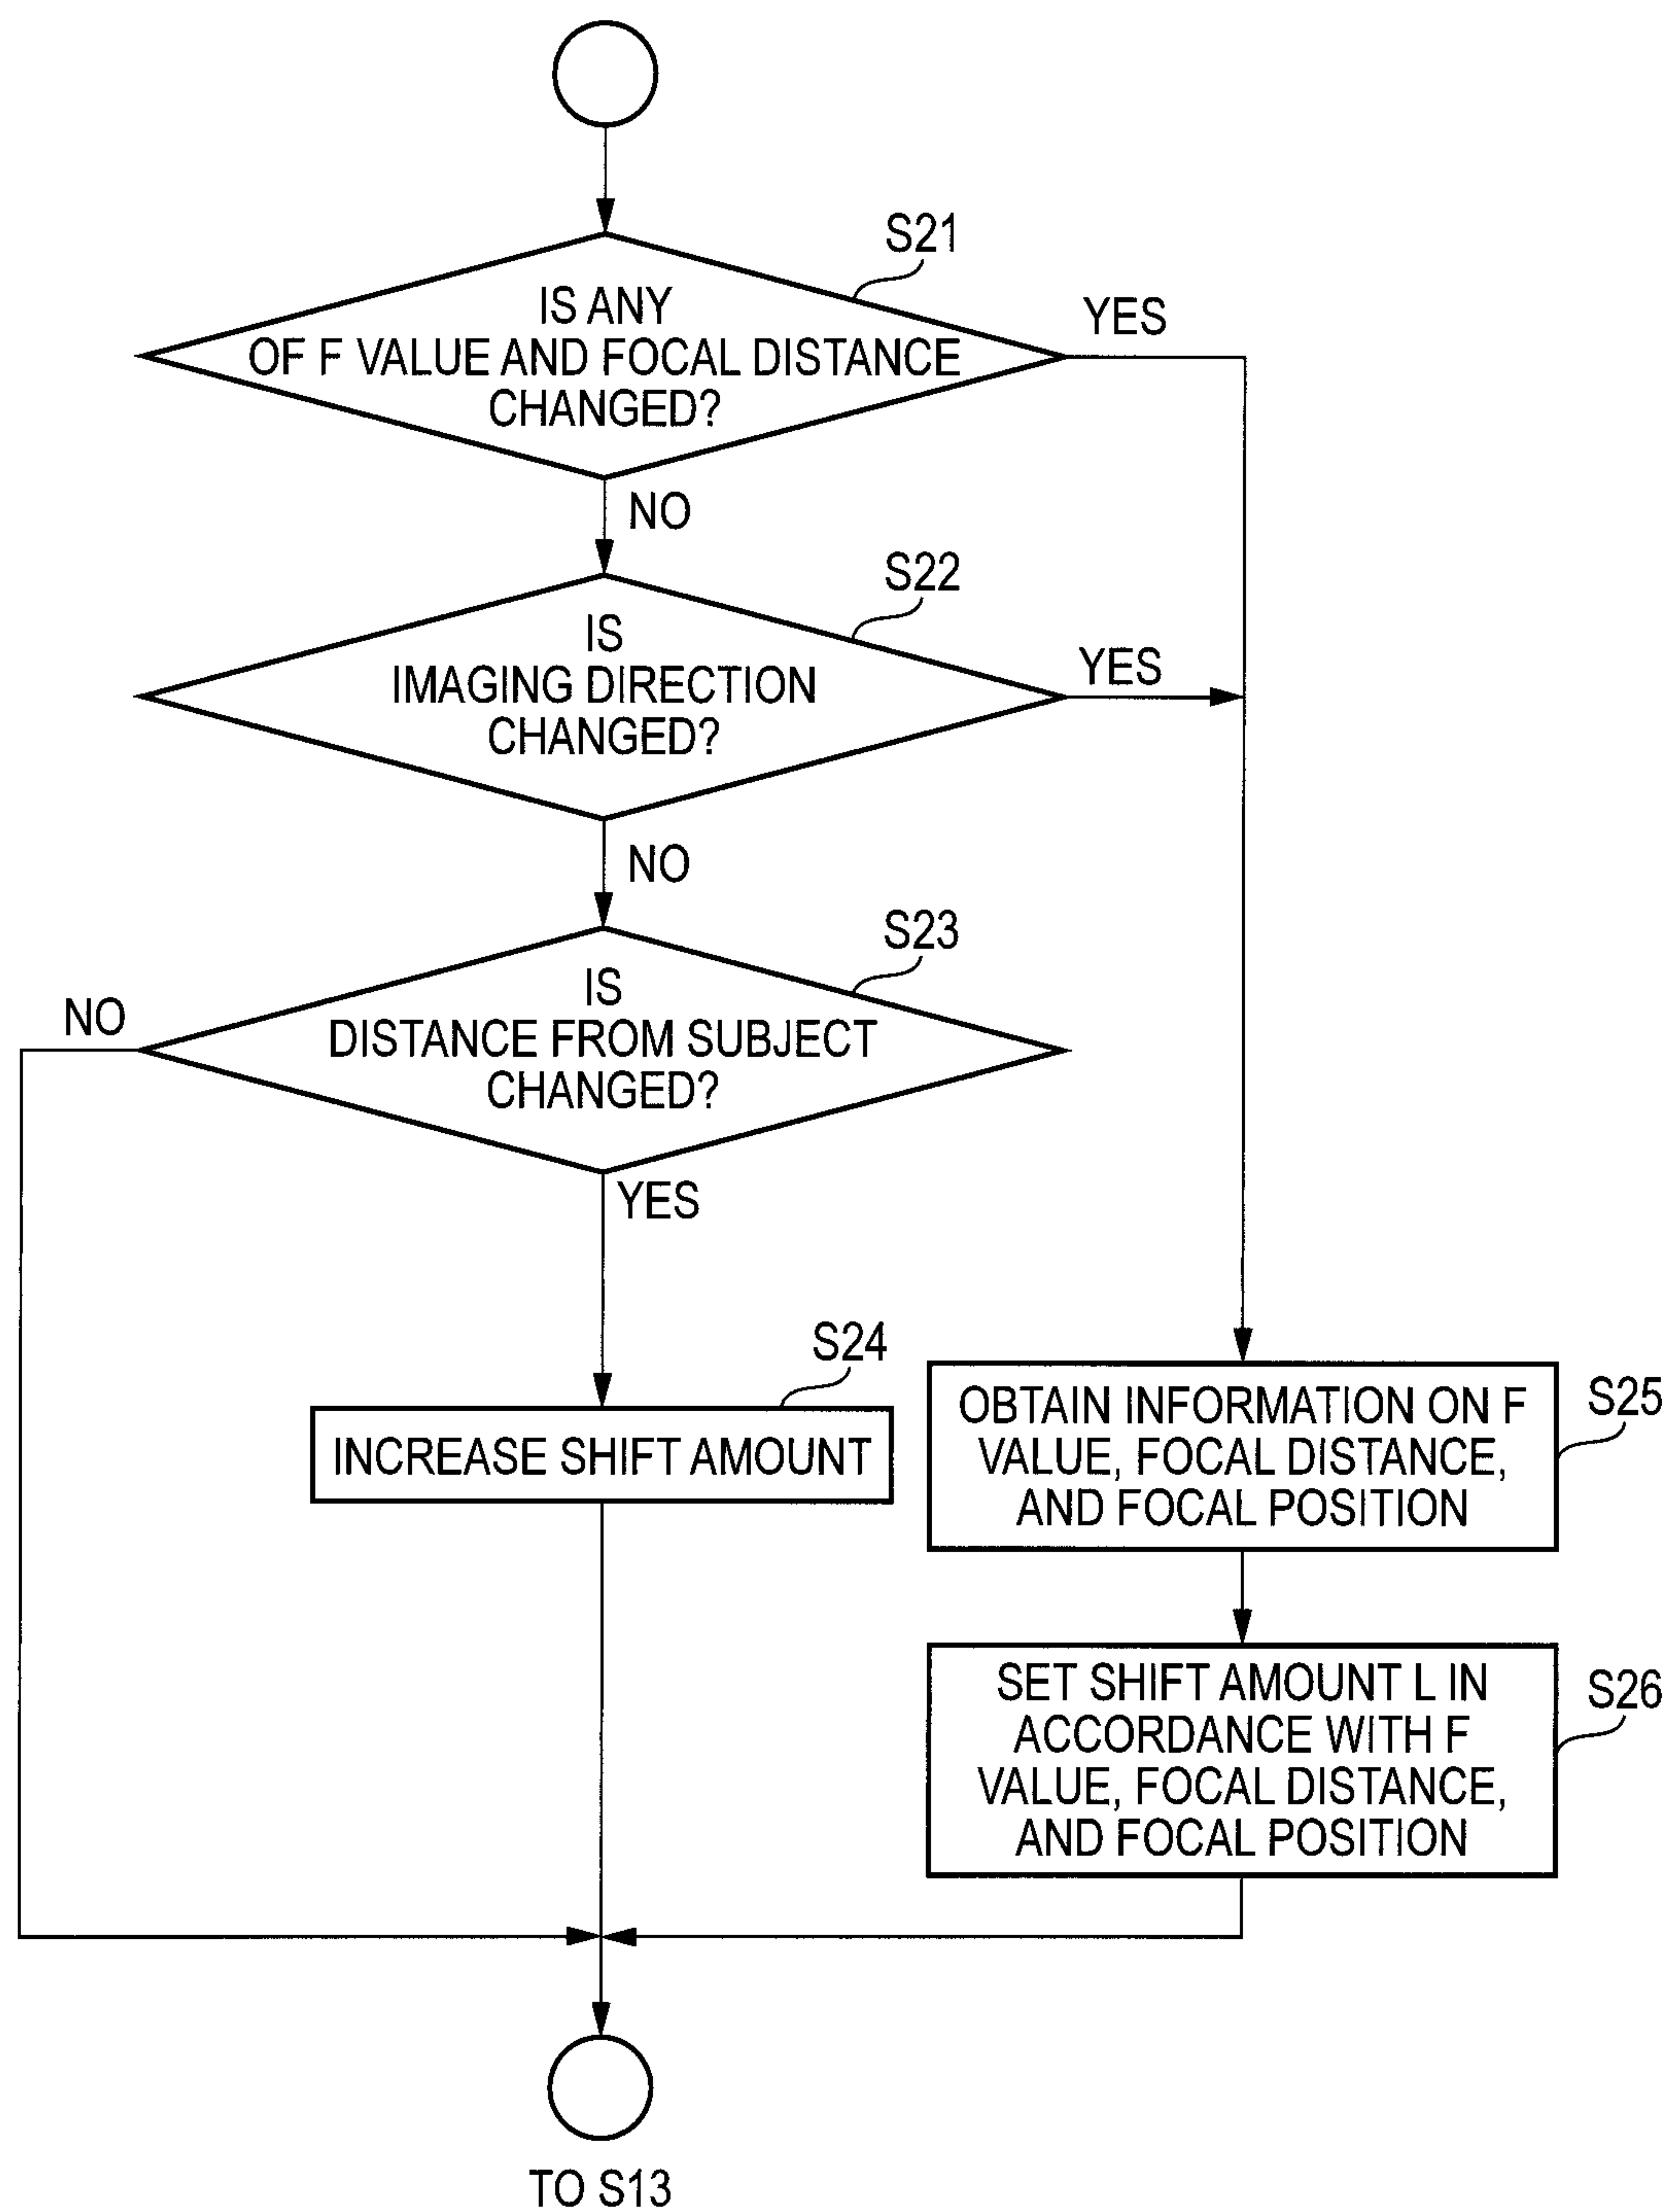 S21
IS ANY
OF F VALUE AND FOCAL DISTANCE
CHANGED?
YES
NO
S22
IS
IMAGING DIRECTION
CHANGED?
YES
NO
S23
IS
DISTANCE FROM SUBJECT
CHANGED?
NO
YES
S24
INCREASE SHIFT AMOUNT
S25
OBTAIN INFORMATION ON F
VALUE, FOCAL DISTANCE,
AND FOCAL POSITION
S26
SET SHIFT AMOUNT L IN
ACCORDANCE WITH F
VALUE, FOCAL DISTANCE,
AND FOCAL POSITION
TO S13